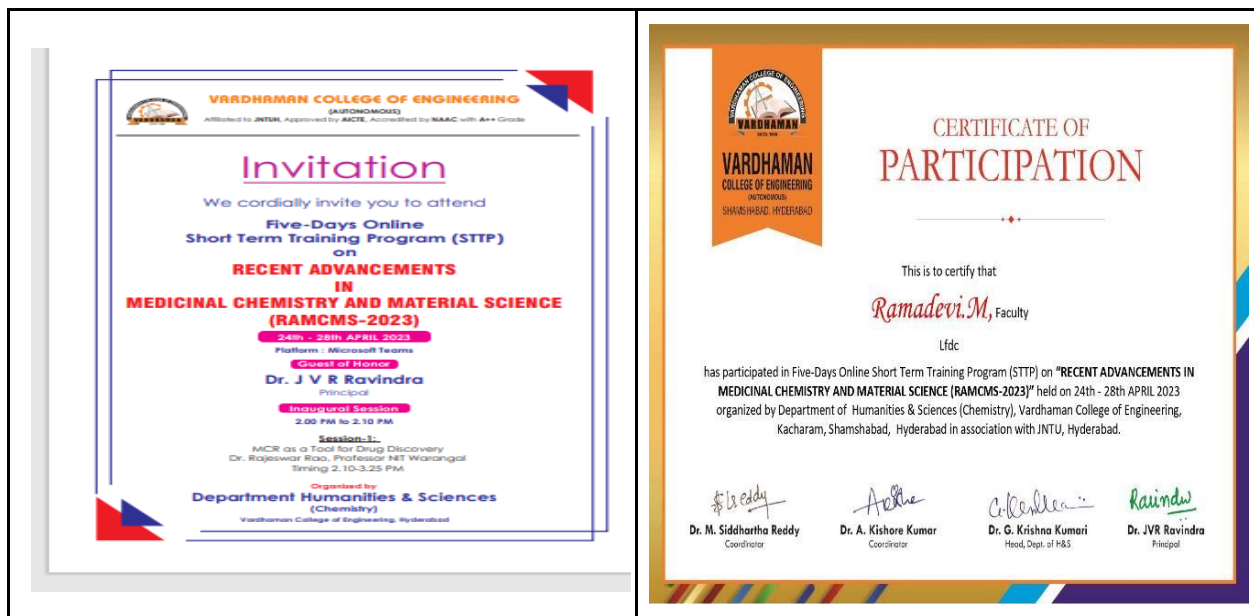 VARDHAMAN COLLEGE OF ENGINEERING
(AUTONOMOUS)
Affiliated to JNTUH, Approved by AICTE, Accredited by NAAC with A++ Grade
VARDHAMAN
Invitation
We cordially invite you to attend
Five-Days Online
Short Term Training Program (STTP)
on
RECENT ADVANCEMENTS
IN
MEDICINAL CHEMISTRY AND MATERIAL SCIENCE
(RAMCMS-2023)
24th - 28th APRIL 2023
Platform : Microsoft Teams
Guest of Honor
Dr. J V R Ravindra
Principal
Inaugural Session
2.00 PM to 2.10 PM
Session-1:
MCR as a Tool for Drug Discovery
Dr. Rajeswar Rao, Professor NIT Warangal
Timing 2.10-3.25 PM
Organized by
Department Humanities & Sciences
(Chemistry)
Vardhaman College of Engineering, Hyderabad
VARDHAMAN COLLEGE OF ENGINEERING
VARDHAMAN
VARDHAMAN
COLLEGE OF ENGINEERING
(AUTONOMOUS)
SHAMSHABAD, HYDERABAD
CERTIFICATE OF
PARTICIPATION
This is to certify that
Ramadevi.M, Faculty
Lfdc
has participated in Five-Days Online Short Term Training Program (STTP) on "RECENT ADVANCEMENTS IN
MEDICINAL CHEMISTRY AND MATERIAL SCIENCE (RAMCMS-2023)" held on 24th - 28th APRIL 2023
organized by Department of Humanities & Sciences (Chemistry), Vardhaman College of Engineering,
Kacharam, Shamshabad, Hyderabad in association with JNTU, Hyderabad.
Ravindra
Dr. M. Siddhartha Reddy
Coordinator
Dr. A. Kishore Kumar
Coordinator
Dr. G. Krishna Kumari
Head, Dept. of H&S
Dr. JVR Ravindra
Principal